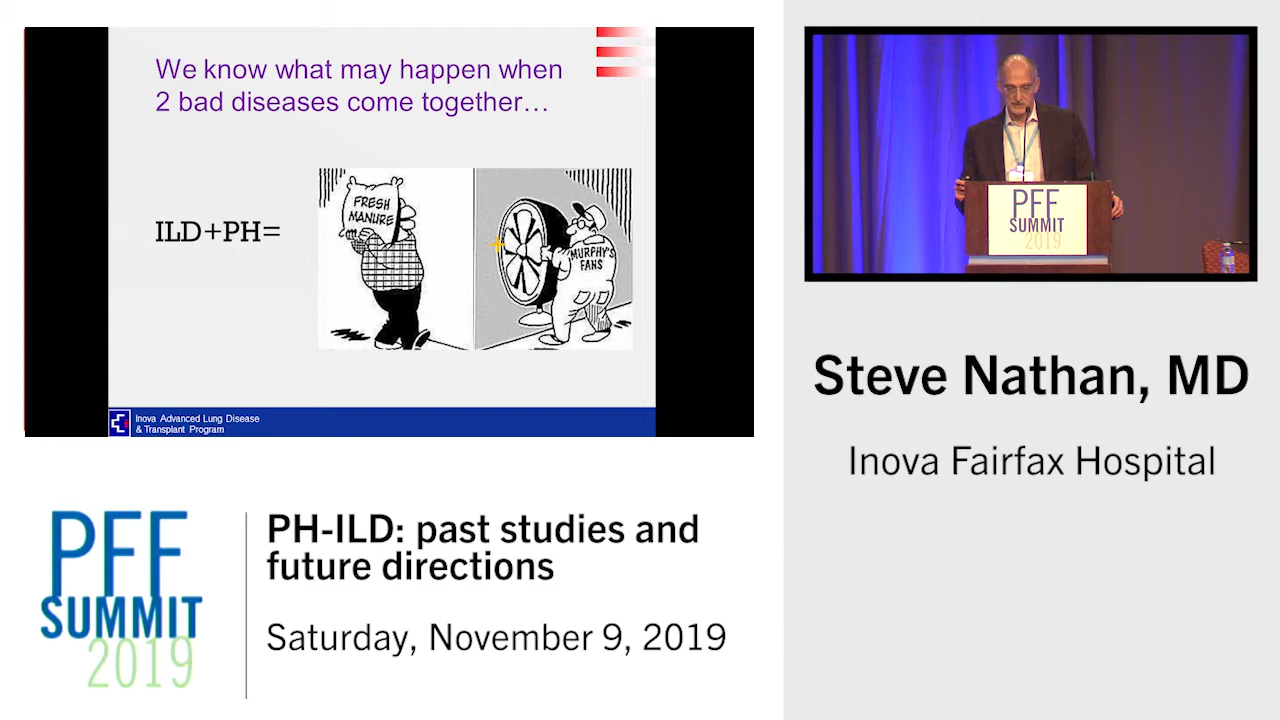 We know what may happen when
2 bad diseases come together…
ILD+PH=
FRESH
MANURE
MURPHY'S
FANS
Inova Advanced Lung Disease
& Transplant Program
PFF
SUMMIT
2019
Steve Nathan, MD
Inova Fairfax Hospital
PFF
SUMMIT
2019
PH-ILD: past studies and
future directions
Saturday, November 9, 2019